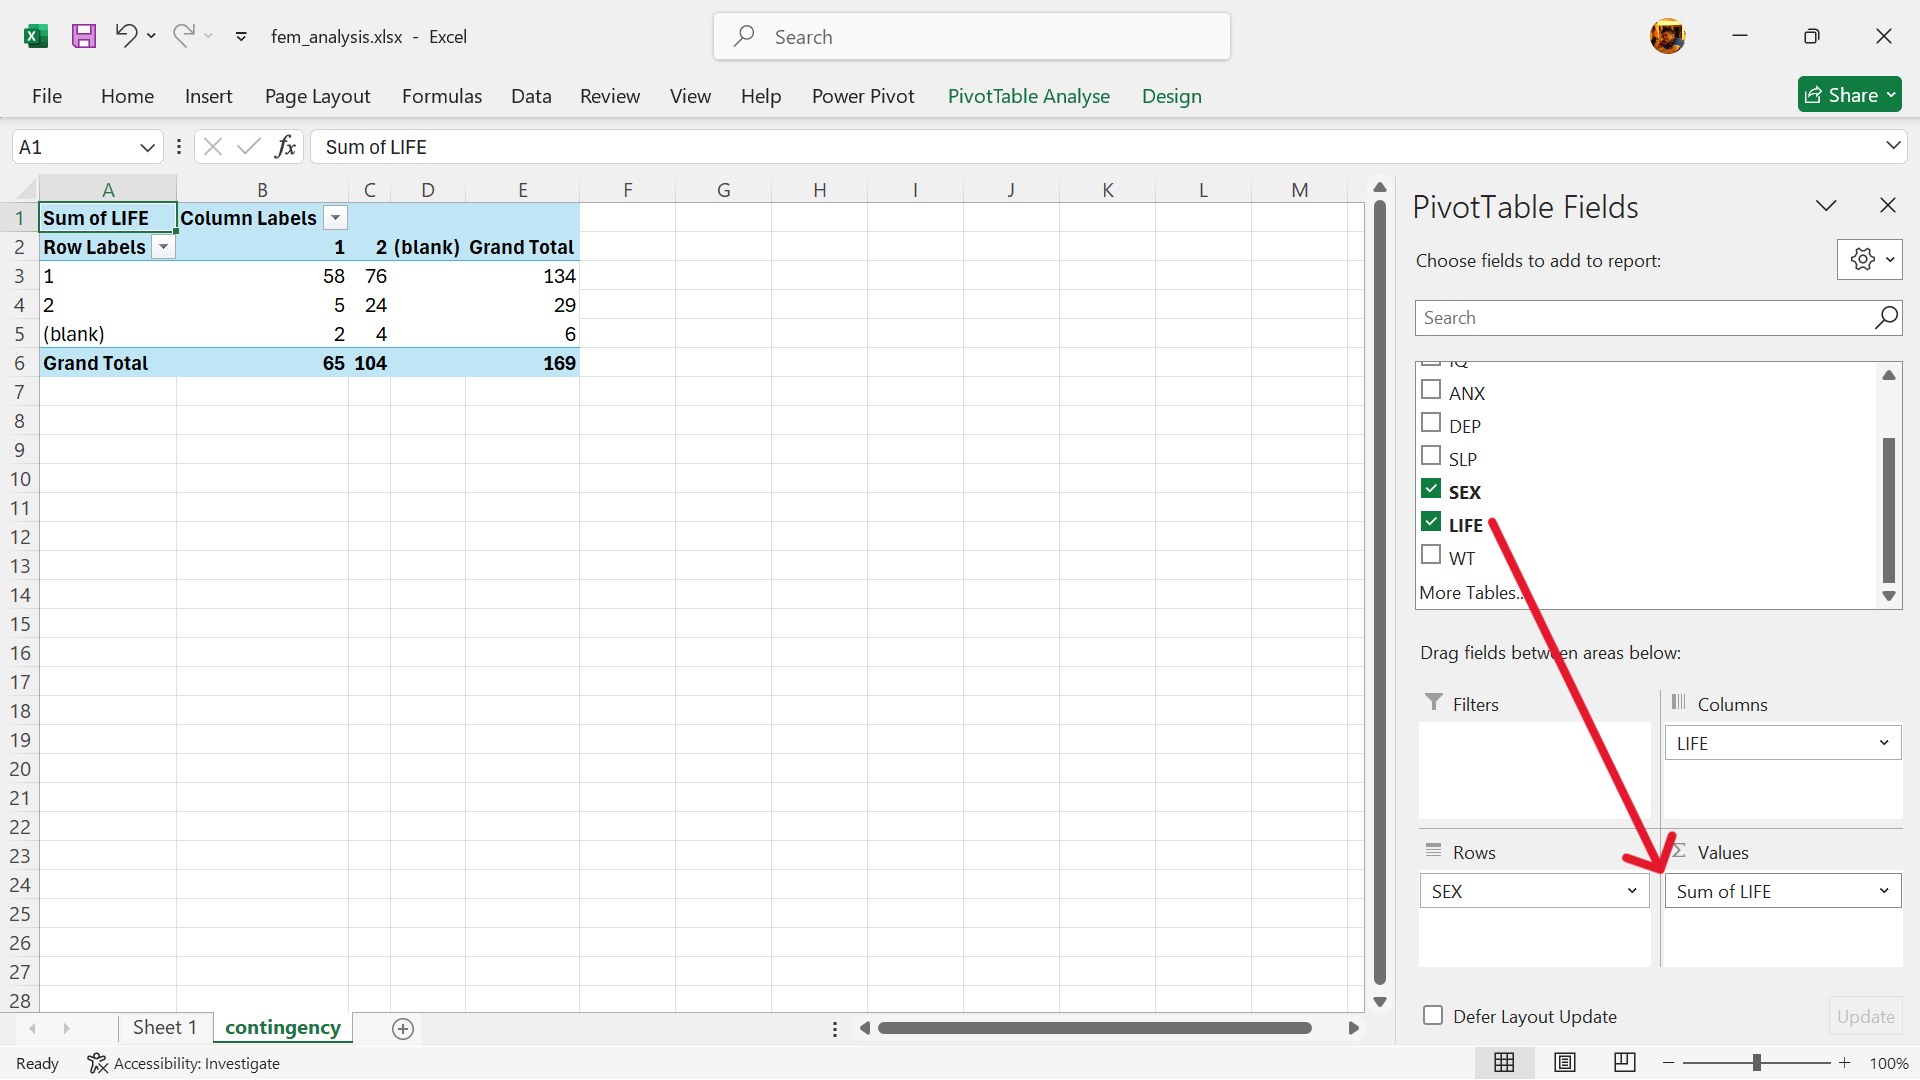 fem_analysis.xlsx - Excel
Search
File Home Insert Page Layout Formulas Data Review View Help Power Pivot PivotTable Analyse Design Share
A1 fx Sum of LIFE
A B C D E F G H I J K L M
1 Sum of LIFE Column Labels
2 Row Labels 1 2 (blank) Grand Total
3 1 58 76 134
4 2 5 24 29
5 (blank) 2 4 6
6 Grand Total 65 104 169
7
8
9
10
11
12
13
14
15
16
17
18
19
20
21
22
23
24
25
26
27
28
PivotTable Fields
Choose fields to add to report:
Search
IQ
ANX
DEP
SLP
SEX
LIFE
WT
More Tables...
Drag fields between areas below:
Filters
Columns
LIFE
Rows
SEX
Σ Values
Sum of LIFE
Defer Layout Update
Update
Sheet 1 contingency
Ready Accessibility: Investigate 100%